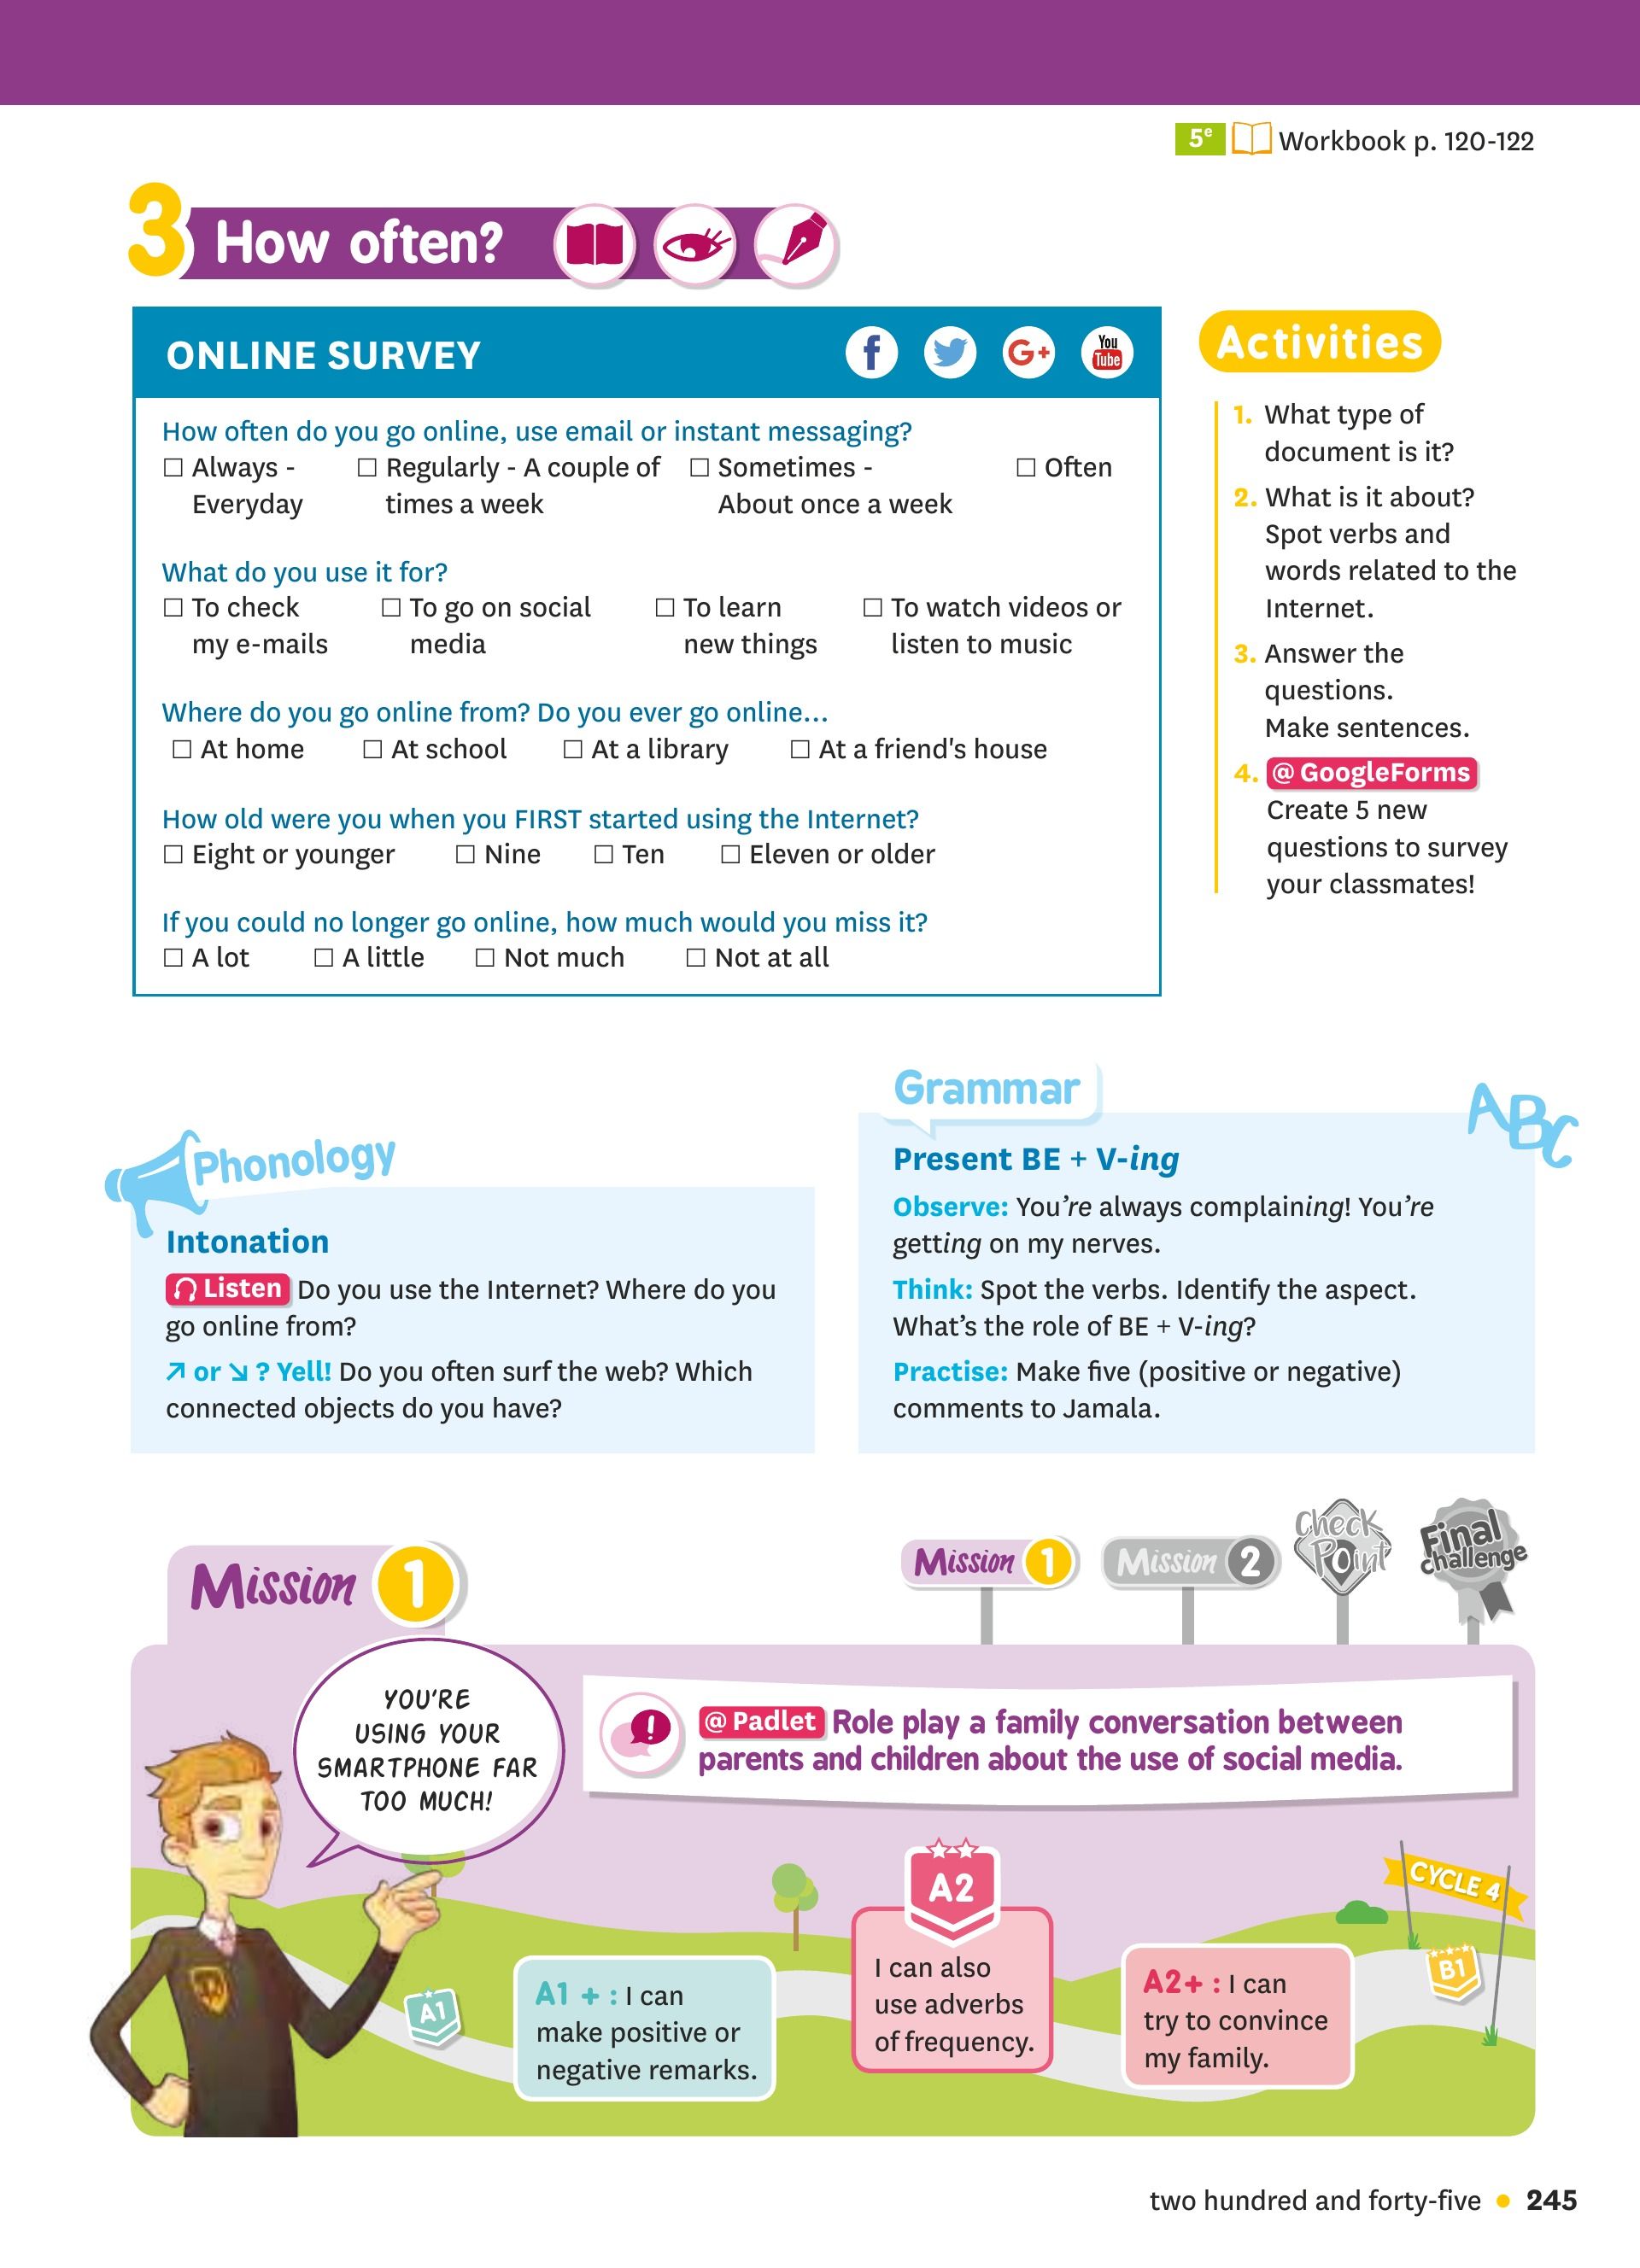 5e Workbook p. 120-122
3 How often?
ONLINE SURVEY
f G+ You Tube
How often do you go online, use email or instant messaging?
☐ Always - ☐ Regularly - A couple of ☐ Sometimes - ☐ Often
Everyday times a week About once a week
What do you use it for?
☐ To check ☐ To go on social ☐ To learn ☐ To watch videos or
my e-mails media new things listen to music
Where do you go online from? Do you ever go online...
☐ At home ☐ At school ☐ At a library ☐ At a friend's house
How old were you when you FIRST started using the Internet?
☐ Eight or younger ☐ Nine ☐ Ten ☐ Eleven or older
If you could no longer go online, how much would you miss it?
☐ A lot ☐ A little ☐ Not much ☐ Not at all
Activities
1. What type of
document is it?
2. What is it about?
Spot verbs and
words related to the
Internet.
3. Answer the
questions.
Make sentences.
4. @ GoogleForms
Create 5 new
questions to survey
your classmates!
Phonology
Intonation
Listen Do you use the Internet? Where do you
go online from?
↗ or ↘ ? Yell! Do you often surf the web? Which
connected objects do you have?
Grammar
ABC
Present BE + V-ing
Observe: You're always complaining! You're
getting on my nerves.
Think: Spot the verbs. Identify the aspect.
What's the role of BE + V-ing?
Practise: Make five (positive or negative)
comments to Jamala.
Mission 1
Mission 1
Mission 2
Check
Point
Final
challenge
YOU'RE
USING YOUR
SMARTPHONE FAR
TOO MUCH!
@ Padlet Role play a family conversation between
parents and children about the use of social media.
A1
A1 + : I can
make positive or
negative remarks.
A2
I can also
use adverbs
of frequency.
A2+ : I can
try to convince
my family.
CYCLE 4
B1
two hundred and forty-five • 245